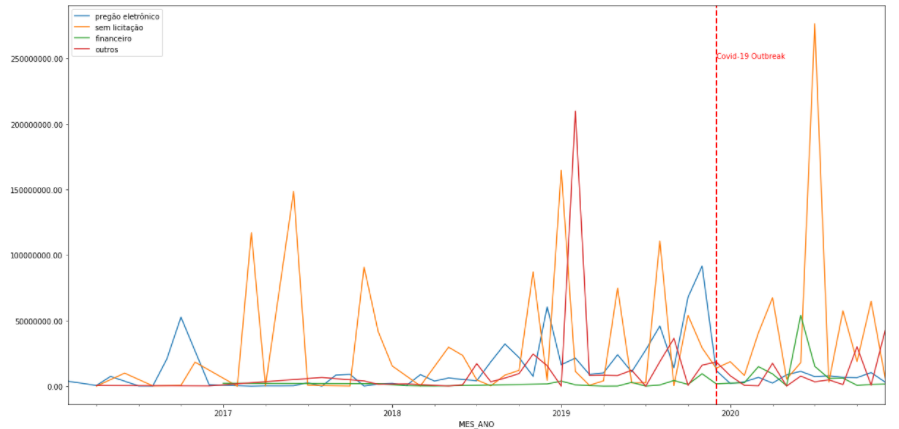 pregão eletrônico
sem licitação
financeiro
outros
Covid-19 Outbreak
250000000.00
200000000.00
150000000.00
100000000.00
50000000.00
0.00
2017
2018
2019
2020
MES_ANO